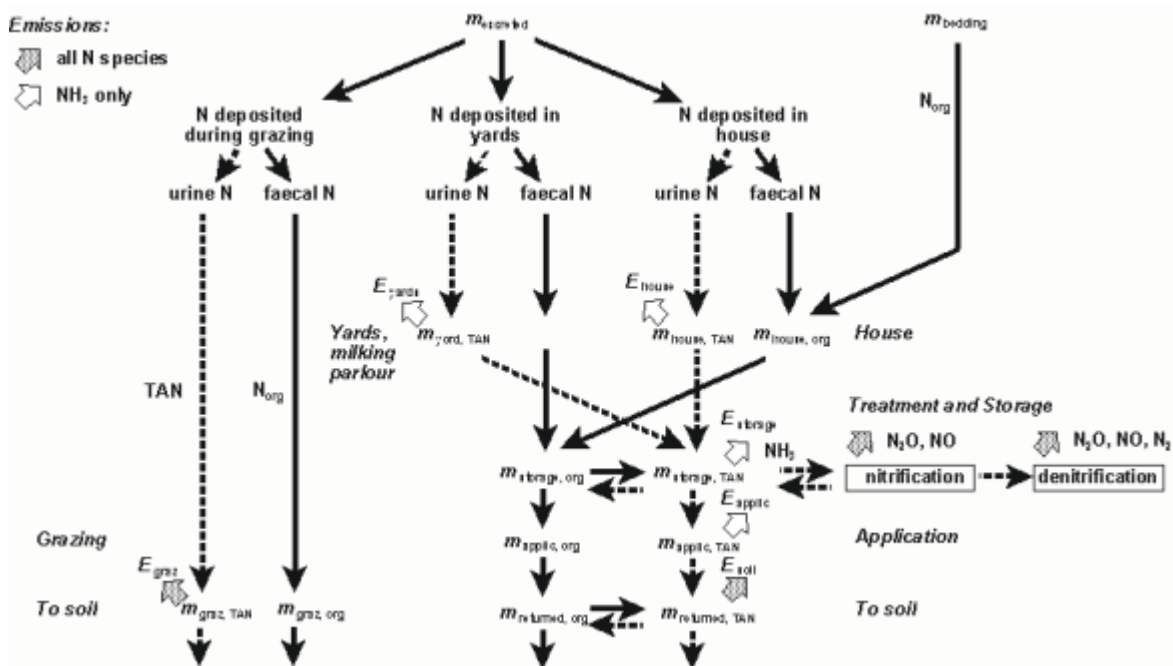 Emissions:
all N species
NH₃ only
m excreted
m bedding
N deposited
during grazing
N deposited in
yards
N deposited in
house
N org
urine N
faecal N
urine N
faecal N
urine N
faecal N
E yards
E house
Yards,
milking
parlour
m yard, TAN
m house, TAN
m house, org
House
TAN
N org
Treatment and Storage
E storage
NH₃
N₂O, NO
N₂O, NO, N₂
m storage, org
m storage, TAN
nitrification
denitrification
E applic
Grazing
m applic, org
m applic, TAN
Application
E graz
E soil
To soil
m graz, TAN
m graz, org
m returned, org
m returned, TAN
To soil